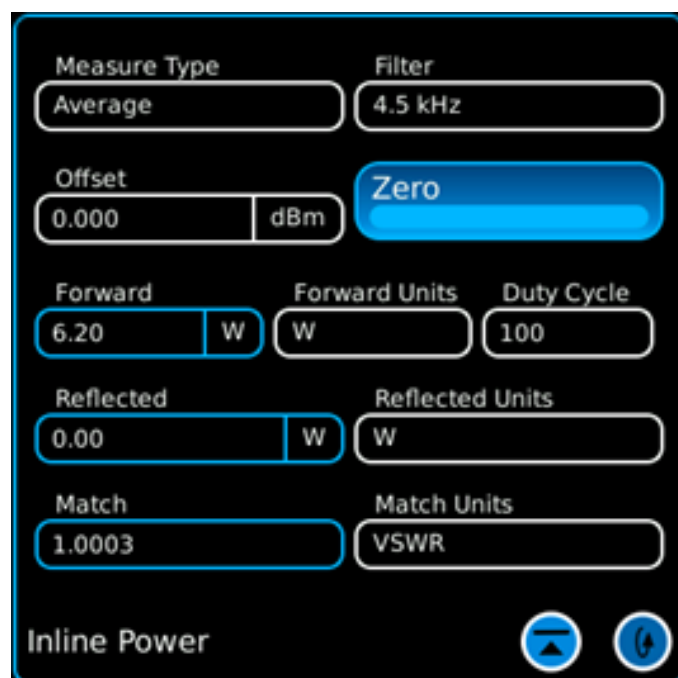 Measure Type Filter
Average 4.5 kHz
Offset Zero
0.000 dBm
Forward Forward Units Duty Cycle
6.20 W W 100
Reflected Reflected Units
0.00 W W
Match Match Units
1.0003 VSWR
Inline Power